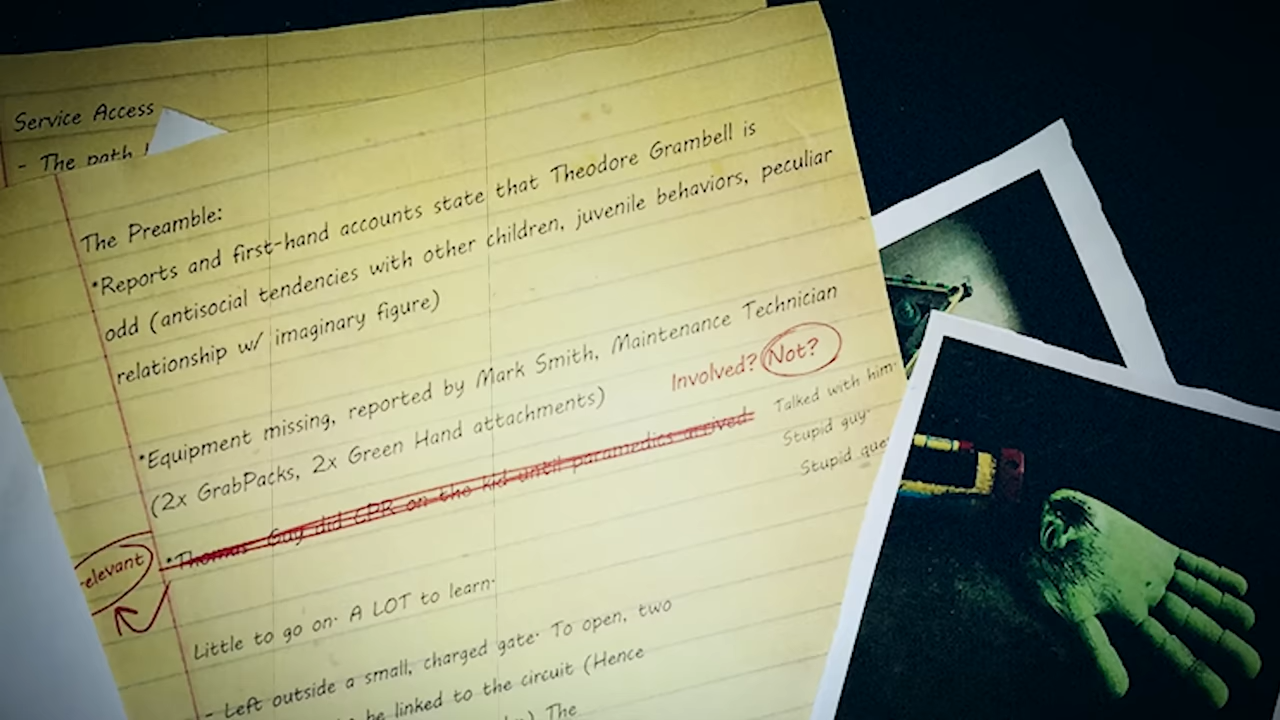 Service Access
- The path
The Preamble:
•Reports and first-hand accounts state that Theodore Grambell is
odd (antisocial tendencies with other children, juvenile behaviors, peculiar
relationship w/ imaginary figure)
•Equipment missing, reported by Mark Smith, Maintenance Technician
(2x GrabPacks, 2x Green Hand attachments)
Involved? Not?
Talked with him.
Stupid guy.
Stupid que
•Thomas Guy did CPR on the kid until paramedics arrived.
elevant
Little to go on. A LOT to learn.
- Left outside a small, charged gate. To open, two
be linked to the circuit (Hence
The